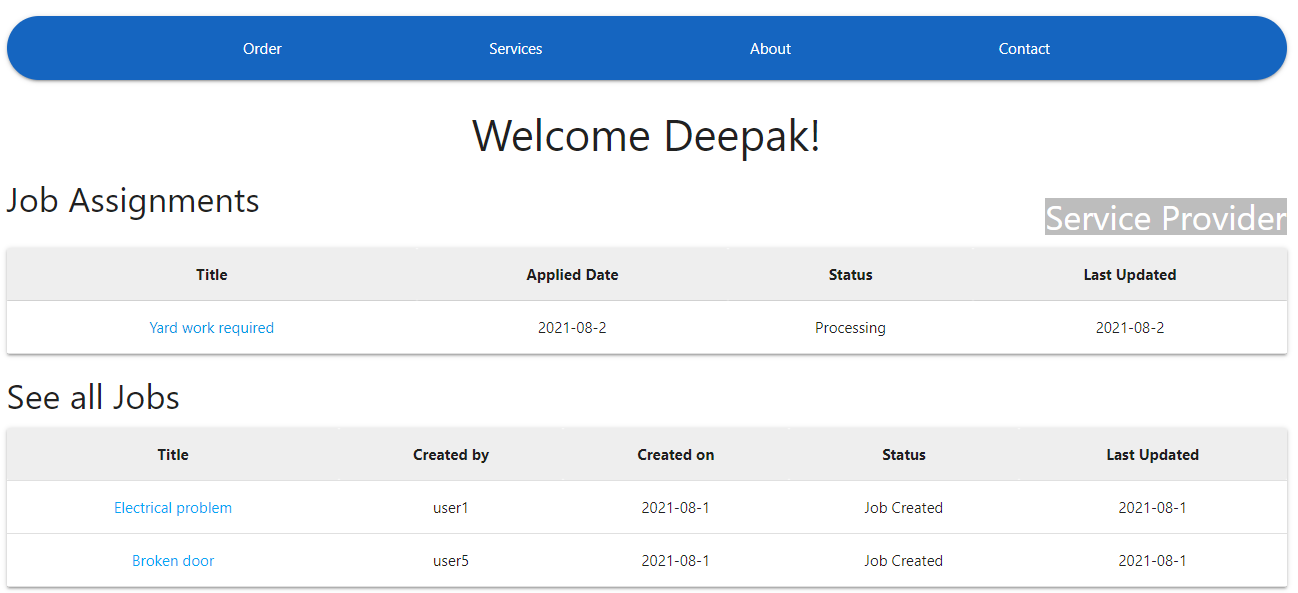 Order Services About Contact
Welcome Deepak!
Job Assignments
Service Provider
Title Applied Date Status Last Updated
Yard work required 2021-08-2 Processing 2021-08-2
See all Jobs
Title Created by Created on Status Last Updated
Electrical problem user1 2021-08-1 Job Created 2021-08-1
Broken door user5 2021-08-1 Job Created 2021-08-1